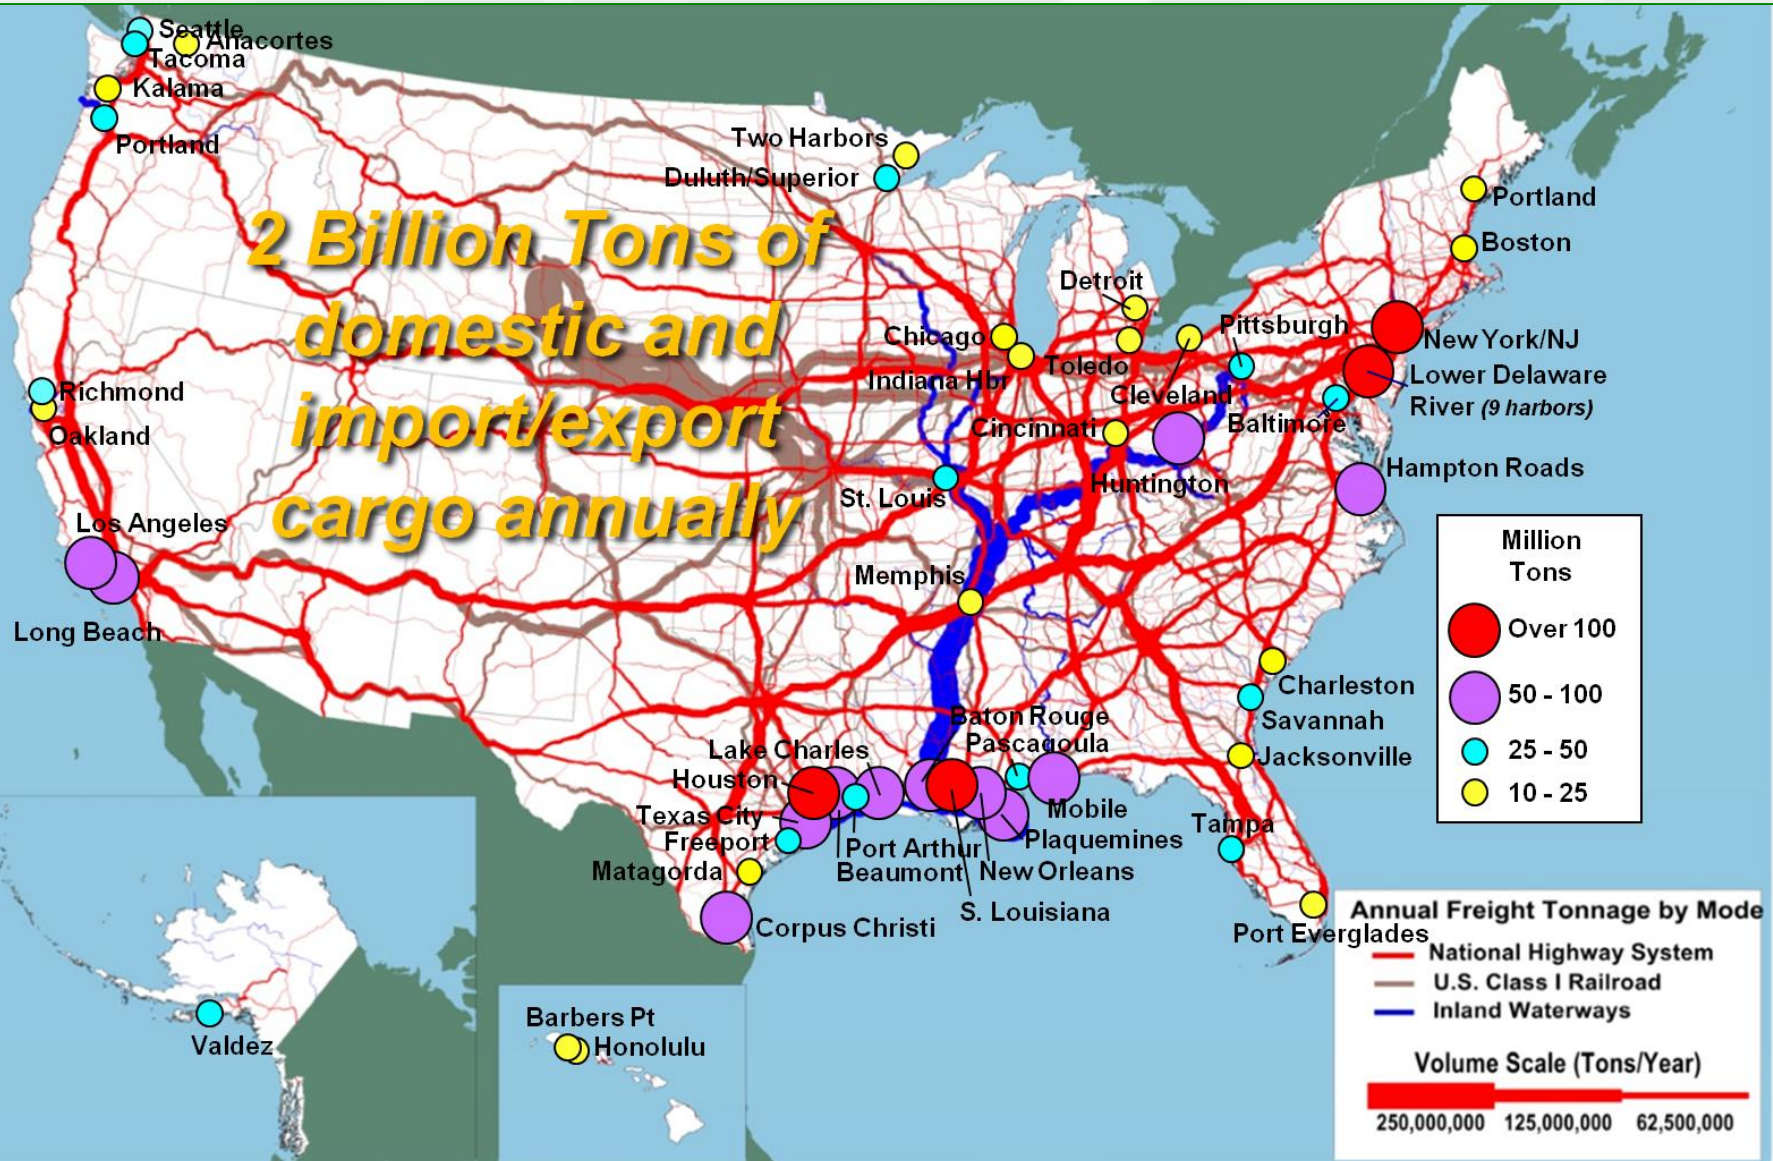 Seattle
Anacortes
Tacoma
Kalama
Portland
Two Harbors
Duluth/Superior
Portland
Boston
2 Billion Tons of
domestic and
import/export
cargo annually
Detroit
Chicago
Pittsburgh
New York/NJ
Indiana Hbr
Toledo
Cleveland
Lower Delaware
River (9 harbors)
Richmond
Oakland
Cincinnati
Baltimore
Hampton Roads
St. Louis
Huntington
Los Angeles
Long Beach
Memphis
Million
Tons
Over 100
50 - 100
25 - 50
10 - 25
Charleston
Savannah
Jacksonville
Baton Rouge
Pascagoula
Lake Charles
Houston
Texas City
Freeport
Matagorda
Corpus Christi
Port Arthur
Beaumont
New Orleans
S. Louisiana
Mobile
Plaquemines
Tampa
Port Everglades
Valdez
Barbers Pt
Honolulu
Annual Freight Tonnage by Mode
National Highway System
U.S. Class I Railroad
Inland Waterways
Volume Scale (Tons/Year)
250,000,000 125,000,000 62,500,000